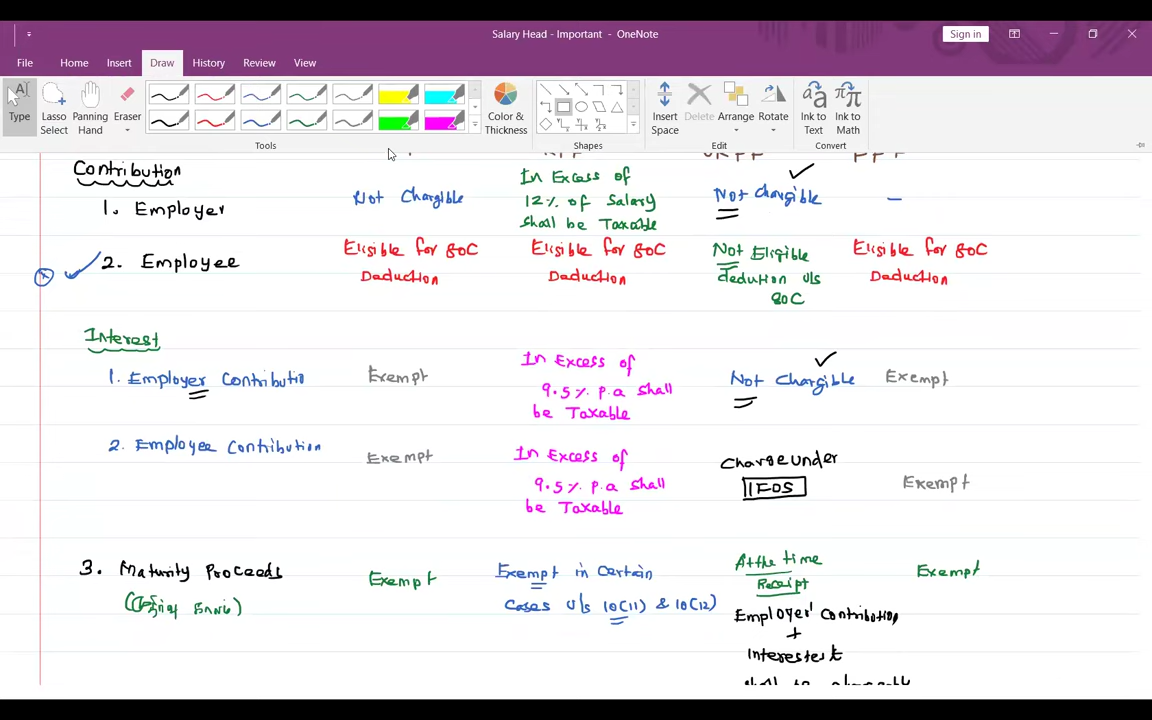 Salary Head - Important - OneNote
Sign in
File Home Insert Draw History Review View
Type
Lasso Select
Panning Hand
Eraser
Color & Thickness
Insert Space
Delete
Arrange
Rotate
Ink to Text
Ink to Math
Tools
Shapes
Edit
Convert
Contribution
1. Employer
Not Chargible
In Excess of
12% of Salary
shall be Taxable
Not Chargible
-
2. Employee
Elisible for 80C
Deduction
Elisible for 80C
Deduction
Not Eligible
deduction u/s
80C
Elisible for 80C
Deduction
Interest
1. Employer Contributio
Exempt
In Excess of
9.5% p.a shall
be Taxable
Not Chargible
Exempt
2. Employee Contribution
Exempt
In Excess of
9.5% p.a shall
be Taxable
Charge under
IFOS
Exempt
3. Maturity Proceeds
Exempt
Exempt in Certain
Cases u/s 10(11) & 10(12)
At the time
Receipt
Employer' Contribution
+
Exempt